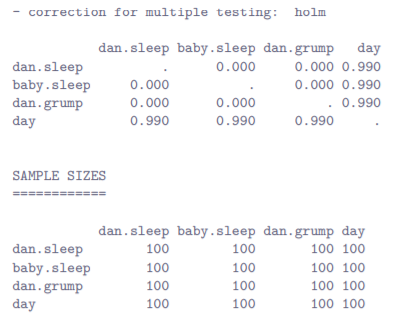 - correction for multiple testing:  holm
           dan.sleep baby.sleep dan.grump   day
dan.sleep          .      0.000     0.000 0.990
baby.sleep     0.000          .     0.000 0.990
dan.grump      0.000      0.000         . 0.990
day            0.990      0.990     0.990     .
SAMPLE SIZES
============
           dan.sleep baby.sleep dan.grump day
dan.sleep        100        100       100 100
baby.sleep       100        100       100 100
dan.grump        100        100       100 100
day              100        100       100 100